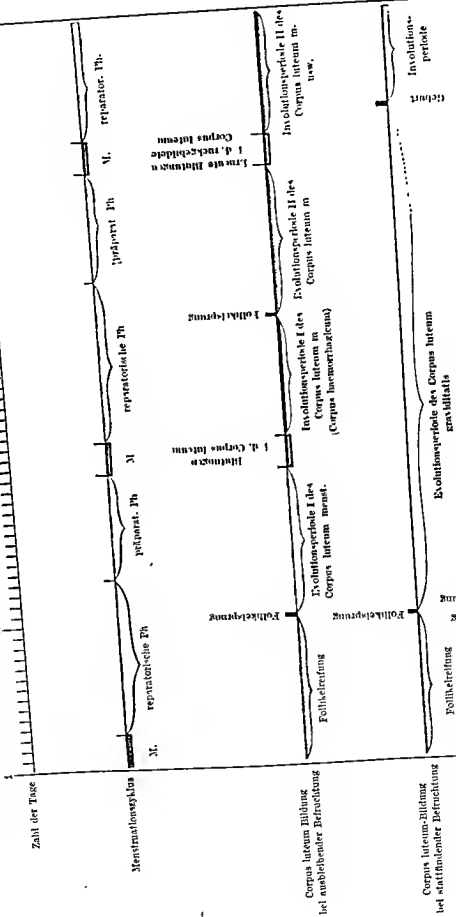 1
Zahl der Tage
Menstruationszyklus
M.
reparatorische Ph
präparat. Ph
M
reparatorische Ph
präparat Ph
M.
reparator. Ph.
Corpus luteum Bildung
bei ausbleibender Befruchtung
Follikelreifung
Follikelsprung
Evolutionsperiode I des
Corpus luteum menst.
Blutungen
i d. Corpus luteum
Involutionsperiode I des
Corpus luteum m
(Corpus haemorrhagicum)
Follikelsprung
Evolutionsperiode II des
Corpus luteum m
Erneute Blutungen
i d. rückgebildete
Corpus luteum
Involutionsperiode II des
Corpus luteum m.
usw.
Corpus luteum-Bildung
bei stattfindender Befruchtung
Follikelreifung
Follikelsprung
ung
g
Evolutionsperiode des Corpus luteum
graviditatis
Geburt
Involutions-
periode